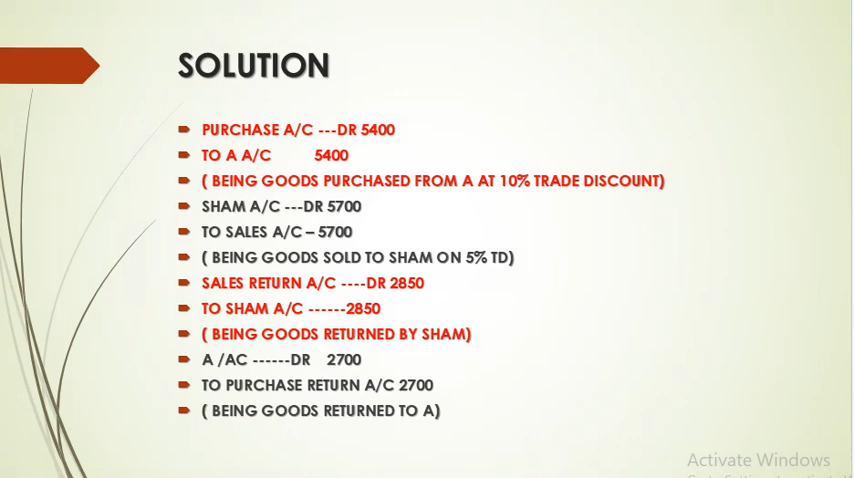 SOLUTION
PURCHASE A/C ---DR 5400
TO A A/C 5400
( BEING GOODS PURCHASED FROM A AT 10% TRADE DISCOUNT)
SHAM A/C ---DR 5700
TO SALES A/C – 5700
( BEING GOODS SOLD TO SHAM ON 5% TD)
SALES RETURN A/C ----DR 2850
TO SHAM A/C ------2850
( BEING GOODS RETURNED BY SHAM)
A /AC ------DR 2700
TO PURCHASE RETURN A/C 2700
( BEING GOODS RETURNED TO A)
Activate Windows